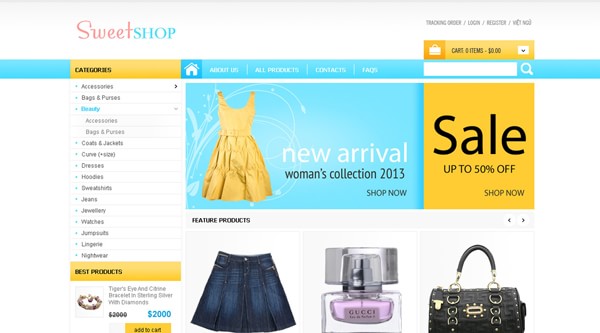 SweetSHOP
TRACKING ORDER / LOGIN / REGISTER / VIỆT NGỮ
CART: 0 ITEMS - $0.00
CATEGORIES
ABOUT US
ALL PRODUCTS
CONTACTS
FAQS
Accessories
Bags & Purses
Beauty
Accessories
Bags & Purses
Coats & Jackets
Curve (+size)
Dresses
Hoodies
Sweatshirts
Jeans
Jewellery
Watches
Jumpsuits
Lingerie
Nightwear
new arrival
woman's collection 2013
SHOP NOW
Sale
UP TO 50% OFF
SHOP NOW
FEATURE PRODUCTS
BEST PRODUCTS
Tiger's Eye And Citrine
Bracelet In Sterling Silver
With Diamonds
$3000 $2000
add to cart
GUCCI